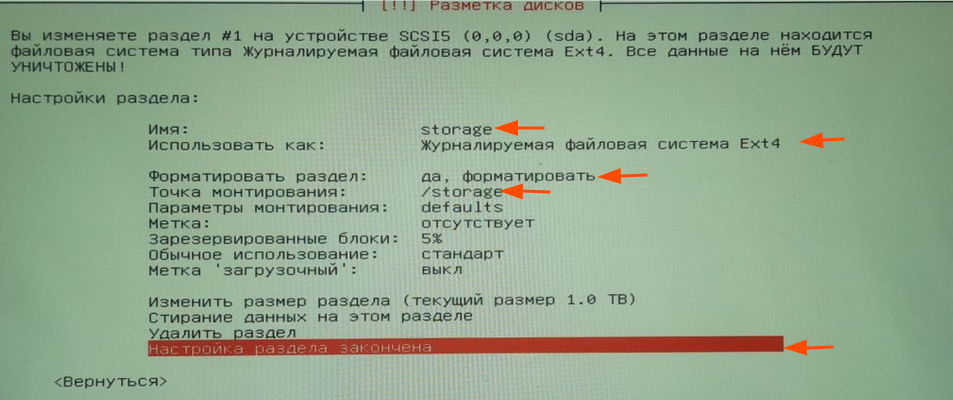 [!!] Разметка дисков
Вы изменяете раздел #1 на устройстве SCSI5 (0,0,0) (sda). На этом разделе находится
файловая система типа Журналируемая файловая система Ext4. Все данные на нём БУДУТ
УНИЧТОЖЕНЫ!
Настройки раздела:
Имя: storage
Использовать как: Журналируемая файловая система Ext4
Форматировать раздел: да, форматировать
Точка монтирования: /storage
Параметры монтирования: defaults
Метка: отсутствует
Зарезервированные блоки: 5%
Обычное использование: стандарт
Метка 'загрузочный': выкл
Изменить размер раздела (текущий размер 1.0 TB)
Стирание данных на этом разделе
Удалить раздел
Настройка раздела закончена
<Вернуться>